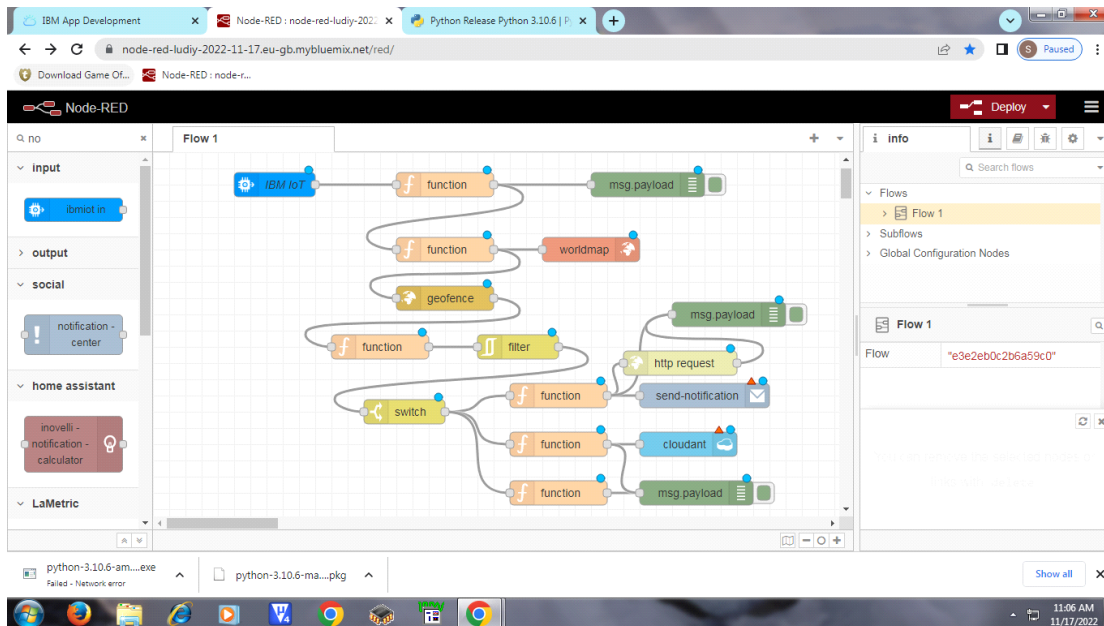 IBM App Development
Node-RED : node-red-ludiy-2022
Python Release Python 3.10.6 | Py
node-red-ludiy-2022-11-17.eu-gb.mybluemix.net/red/
S Paused
Download Game Of...
Node-RED : node-r...
Node-RED
Deploy
no
Flow 1
i info
i
Search flows
input
ibmiot in
output
social
notification -
center
home assistant
inovelli -
notification -
calculator
LaMetric
IBM IoT
f function
msg.payload
f function
worldmap
geofence
msg.payload
f function
filter
http request
f function
send-notification
switch
f function
cloudant
f function
msg.payload
Flows
Flow 1
Subflows
Global Configuration Nodes
Flow 1
Flow "e3e2eb0c2b6a59c0"
python-3.10.6-am....exe
Failed - Network error
python-3.10.6-ma....pkg
Show all
11:06 AM
11/17/2022